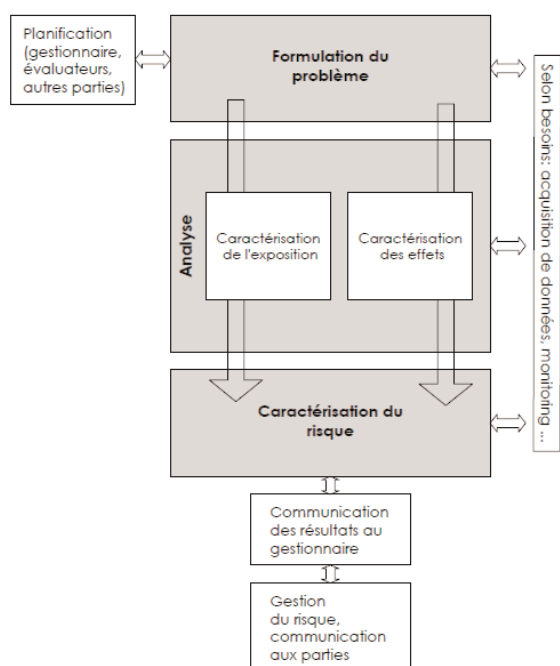 Planification
(gestionnaire,
évaluateurs,
autres parties)
Formulation du
problème
Selon besoins: acquisition de données, monitoring ...
Analyse
Caractérisation
de l'exposition
Caractérisation
des effets
Caractérisation du
risque
Communication
des résultats au
gestionnaire
Gestion
du risque,
communication
aux parties